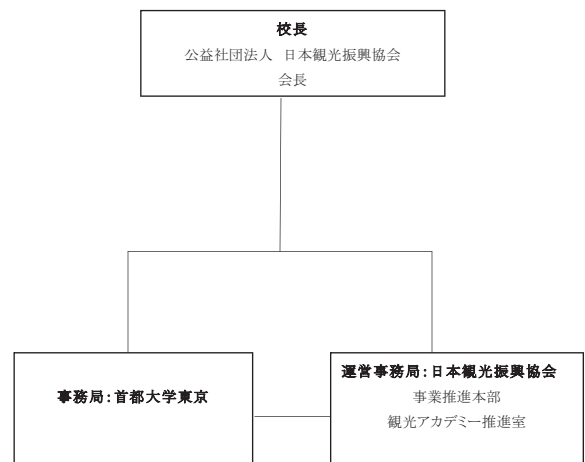 校長
公益社団法人 日本観光振興協会
会長
事務局:首都大学東京
運営事務局:日本観光振興協会
事業推進本部
観光アカデミー推進室